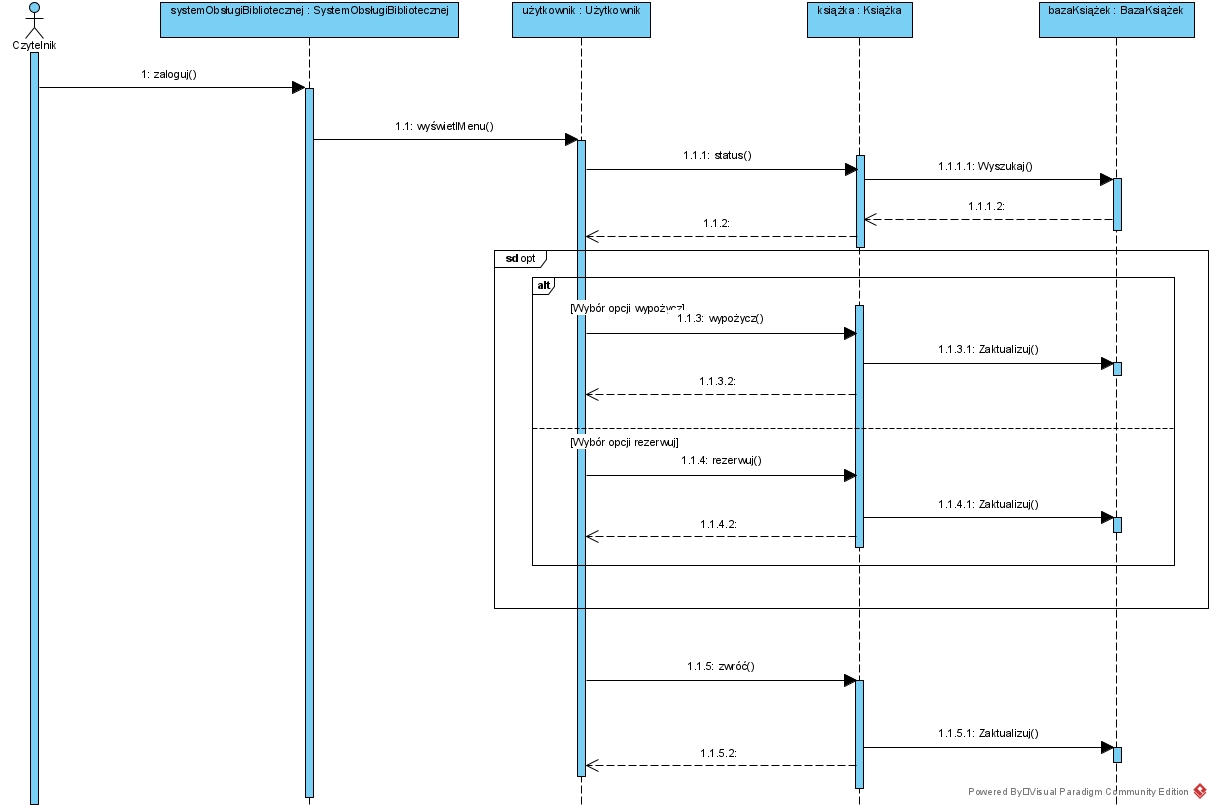 systemObsługiBibliotecznej : SystemObsługiBibliotecznej
użytkownik : Użytkownik
książka : Książka
bazaKsiążek : BazaKsiążek
Czytelnik
1: zaloguj()
1.1: wyświetlMenu()
1.1.1: status()
1.1.1.1: Wyszukaj()
1.1.1.2:
1.1.2:
sd opt
alt
[Wybór opcji wypożycz]
1.1.3: wypożycz()
1.1.3.1: Zaktualizuj()
1.1.3.2:
[Wybór opcji rezerwuj]
1.1.4: rezerwuj()
1.1.4.1: Zaktualizuj()
1.1.4.2:
1.1.5: zwróć()
1.1.5.1: Zaktualizuj()
1.1.5.2:
Powered By Visual Paradigm Community Edition